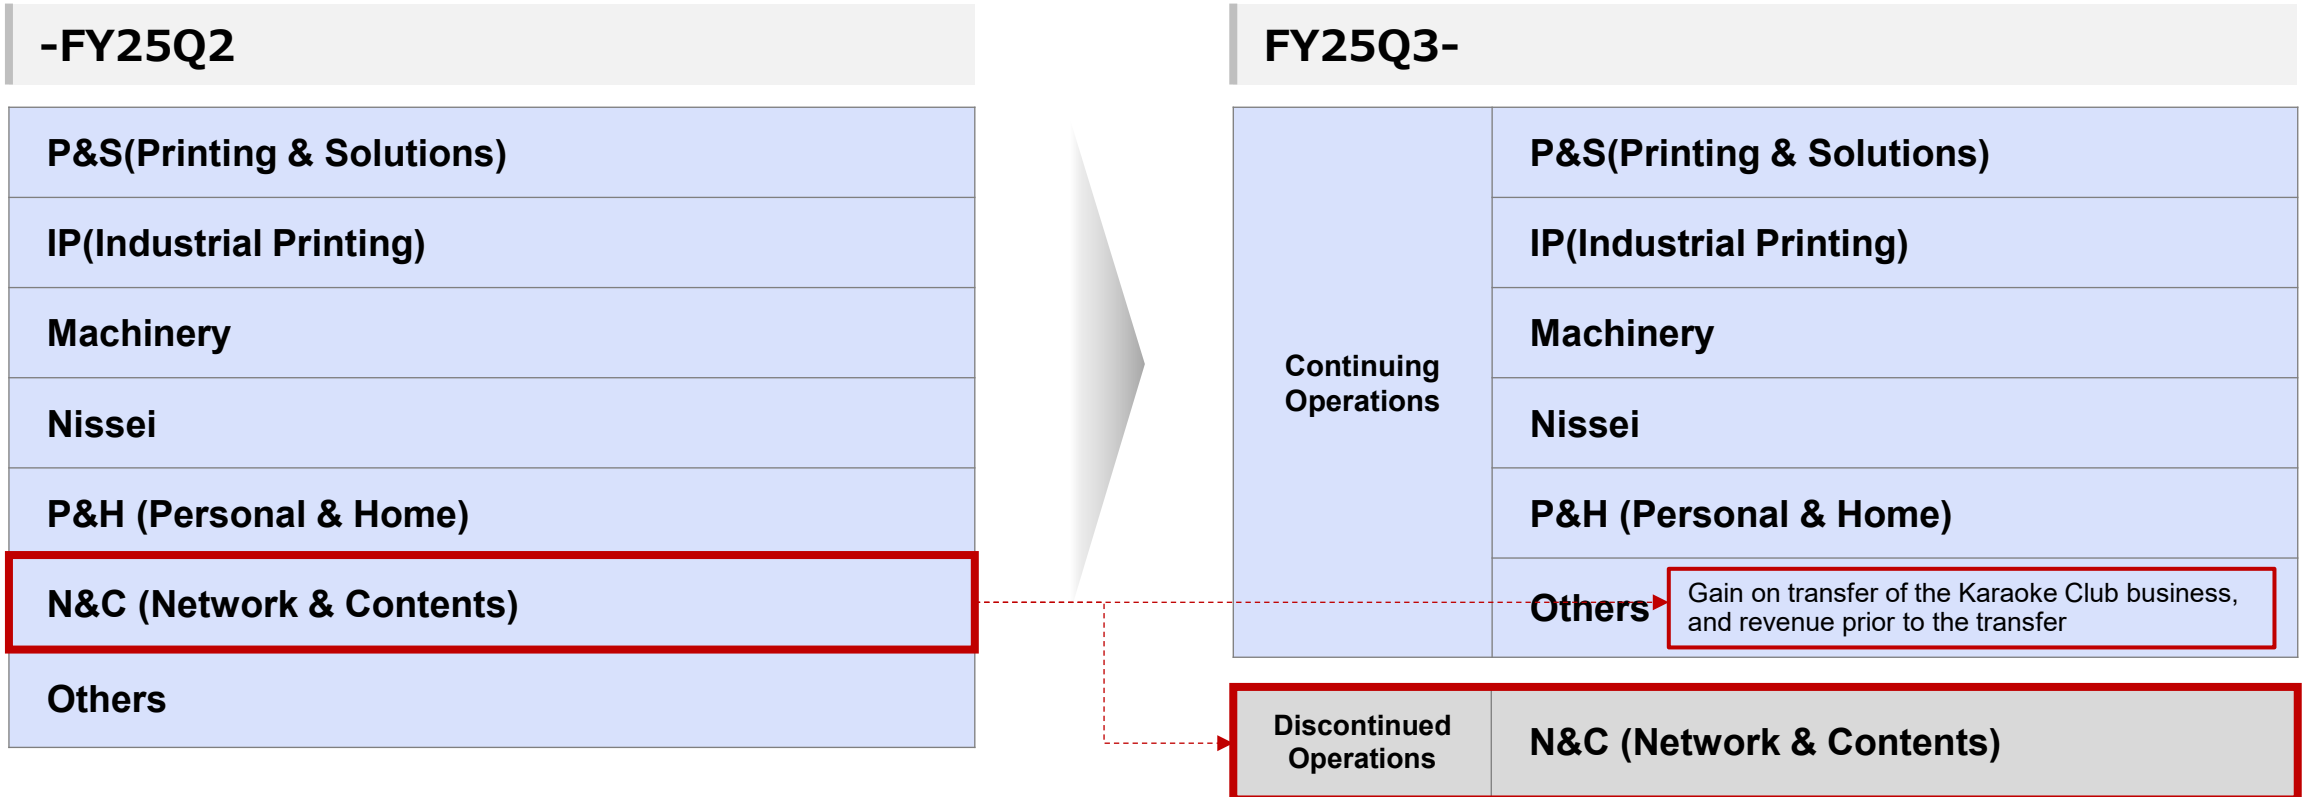 -FY25Q2
P&S(Printing & Solutions)
IP(Industrial Printing)
Machinery
Nissei
P&H (Personal & Home)
N&C (Network & Contents)
Others
FY25Q3-
Continuing
Operations
P&S(Printing & Solutions)
IP(Industrial Printing)
Machinery
Nissei
P&H (Personal & Home)
Others
Gain on transfer of the Karaoke Club business,
and revenue prior to the transfer
Discontinued
Operations
N&C (Network & Contents)